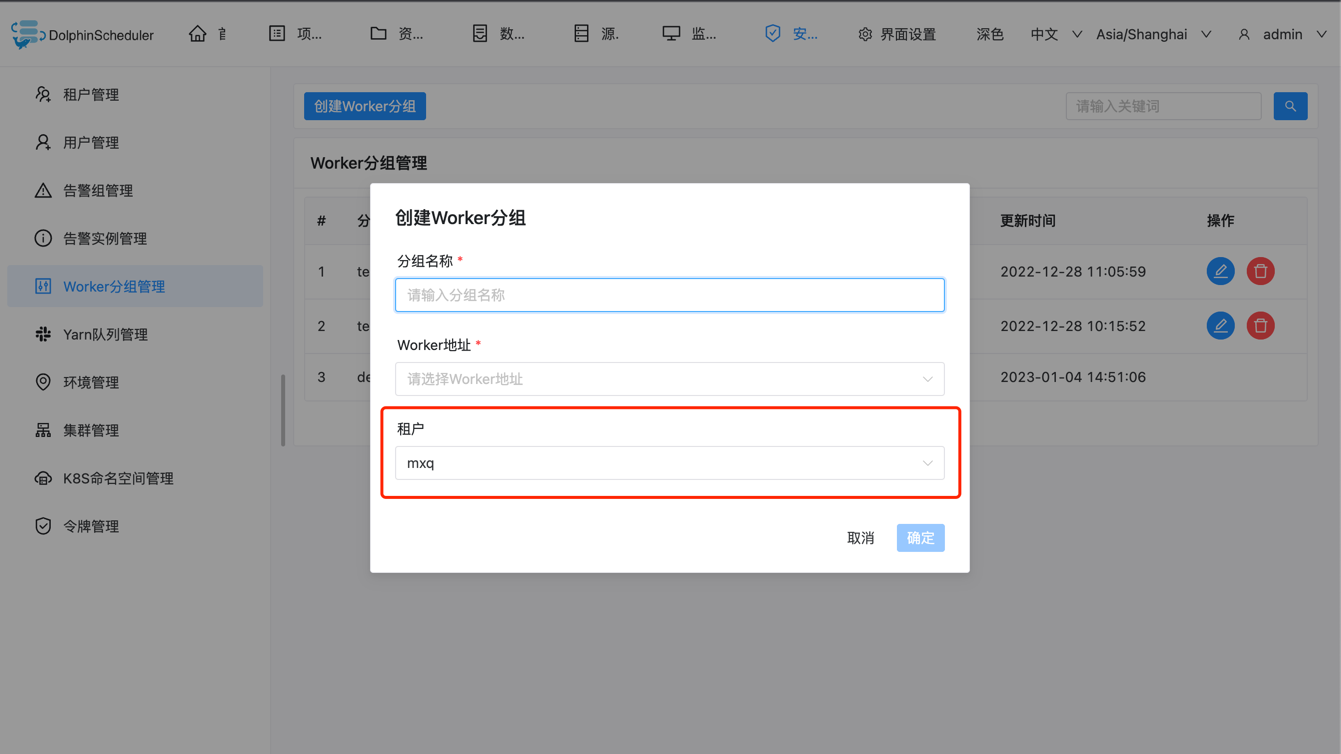 DolphinScheduler
项...
资...
数...
源.
监...
安...
界面设置
深色
中文
Asia/Shanghai
admin
租户管理
用户管理
告警组管理
告警实例管理
Worker分组管理
Yarn队列管理
环境管理
集群管理
K8S命名空间管理
令牌管理
创建Worker分组
请输入关键词
Worker分组管理
# 分 更新时间 操作
1 te 2022-12-28 11:05:59
2 te 2022-12-28 10:15:52
3 de 2023-01-04 14:51:06
创建Worker分组
分组名称 *
请输入分组名称
Worker地址 *
请选择Worker地址
租户
mxq
取消 确定